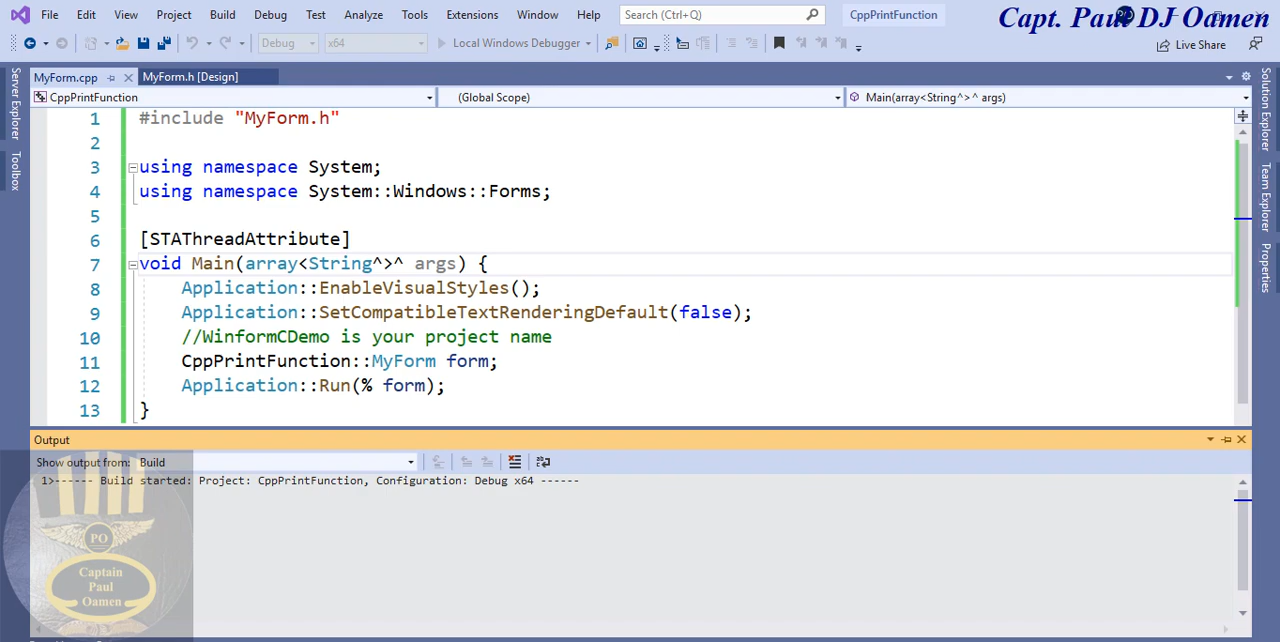 File Edit View Project Build Debug Test Analyze Tools Extensions Window Help Search (Ctrl+Q) CppPrintFunction
Capt. Paul DJ Oamen
Debug x64 Local Windows Debugger Live Share
MyForm.cpp MyForm.h [Design]
CppPrintFunction (Global Scope) Main(array<String^>^ args)
Server Explorer
Toolbox
Solution Explorer
Team Explorer
Properties
1 #include "MyForm.h"
2
3 using namespace System;
4 using namespace System::Windows::Forms;
5
6 [STAThreadAttribute]
7 void Main(array<String^>^ args) {
8 Application::EnableVisualStyles();
9 Application::SetCompatibleTextRenderingDefault(false);
10 //WinformCDemo is your project name
11 CppPrintFunction::MyForm form;
12 Application::Run(% form);
13 }
Output
Show output from: Build
1>------ Build started: Project: CppPrintFunction, Configuration: Debug x64 ------
PO
Captain
Paul
Oamen